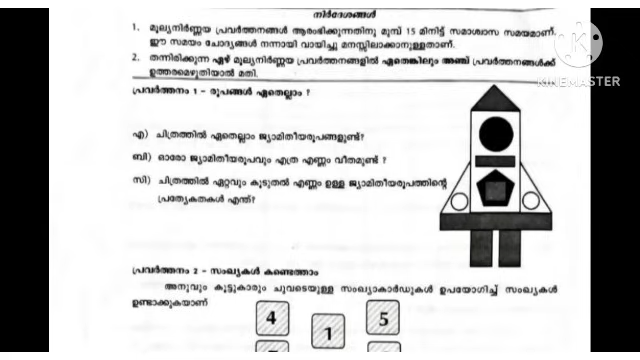 നിർദേശങ്ങൾ
1. മൂല്യനിർണ്ണയ പ്രവർത്തനങ്ങൾ ആരംഭിക്കുന്നതിനു മുമ്പ് 15 മിനിട്ട് സമാശ്വാസ സമയമാണ്.
ഈ സമയം ചോദ്യങ്ങൾ നന്നായി വായിച്ചു മനസ്സിലാക്കാനുള്ളതാണ്.
2. തന്നിരിക്കുന്ന ഏഴ് മൂല്യനിർണ്ണയ പ്രവർത്തനങ്ങളിൽ ഏതെങ്കിലും അഞ്ച് പ്രവർത്തനങ്ങൾക്ക്
ഉത്തരമെഴുതിയാൽ മതി.
KINEMASTER
പ്രവർത്തനം 1 - രൂപങ്ങൾ ഏതെല്ലാം ?
എ) ചിത്രത്തിൽ ഏതെല്ലാം ജ്യാമിതീയരൂപങ്ങളുണ്ട്?
ബി) ഓരോ ജ്യാമിതീയരൂപവും എത്ര എണ്ണം വീതമുണ്ട് ?
സി) ചിത്രത്തിൽ ഏറ്റവും കൂടുതൽ എണ്ണം ഉള്ള ജ്യാമിതീയരൂപത്തിന്റെ
പ്രത്യേകതകൾ എന്ത്?
പ്രവർത്തനം 2 - സംഖ്യകൾ കണ്ടെത്താം
അനുവും കൂട്ടുകാരും ചുവടെയുള്ള സംഖ്യാകാർഡുകൾ ഉപയോഗിച്ച് സംഖ്യകൾ
ഉണ്ടാക്കുകയാണ്
4 1 5